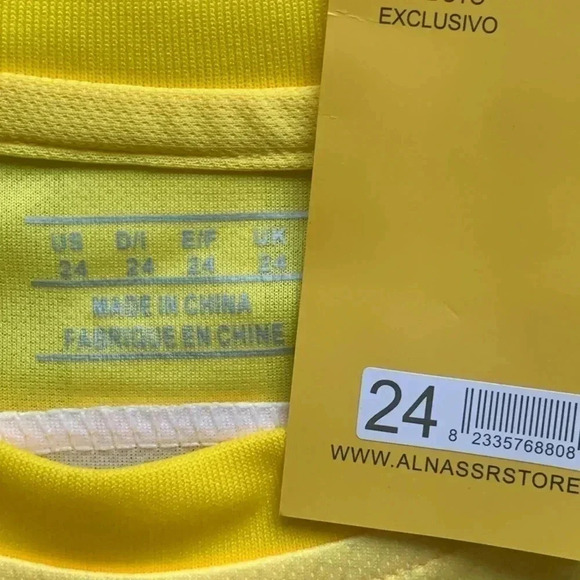 EXCLUSIVO
US D/I E/F UK
24 24 24 24
MADE IN CHINA
FABRIQUE EN CHINE
24
8 2335768808
WWW.ALNASSRSTORE